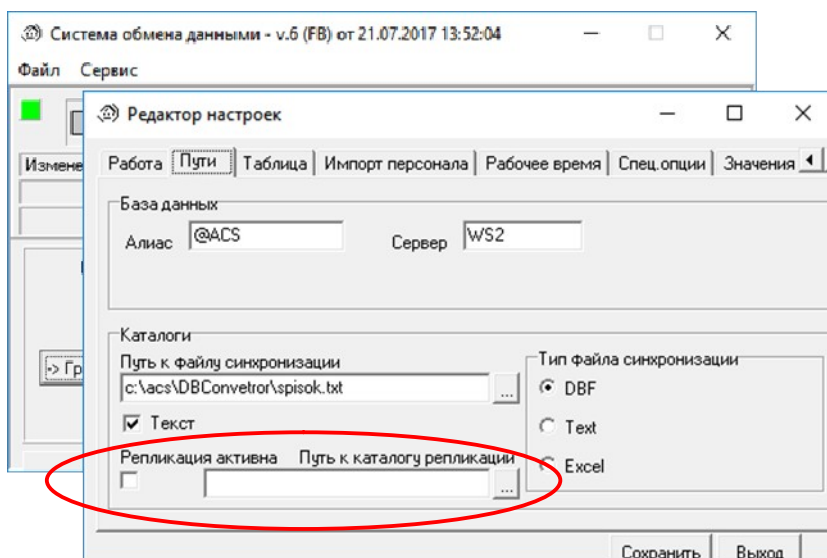 Система обмена данными - v.6 (FB) от 21.07.2017 13:52:04
Файл Сервис
Редактор настроек
Измене
Работа Пути Таблица Импорт персонала Рабочее время Спец.опции Значения
База данных
Алиас @ACS Сервер WS2
Каталоги
Путь к файлу синхронизации Тип файла синхронизации
-> Гр
c:\acs\DBConvetror\spisok.txt ... DBF
Текст Text
Репликация активна Путь к каталогу репликации Excel
...
Сохранить Выход